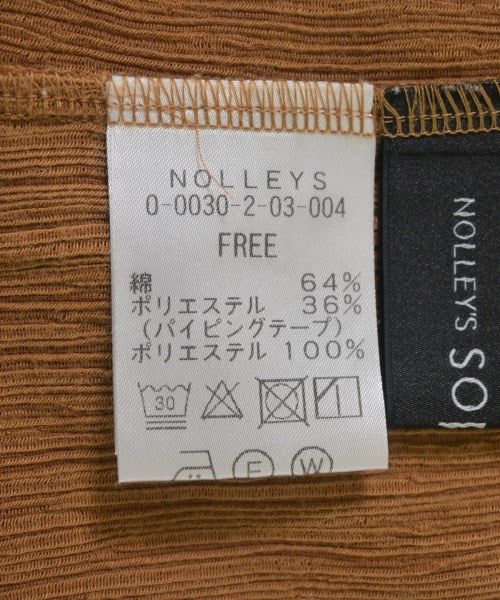 NOLLEYS
0-0030-2-03-004
FREE
綿 64%
ポリエステル 36%
(パイピングテープ)
ポリエステル 100%
30
F W
NOLLEY'S